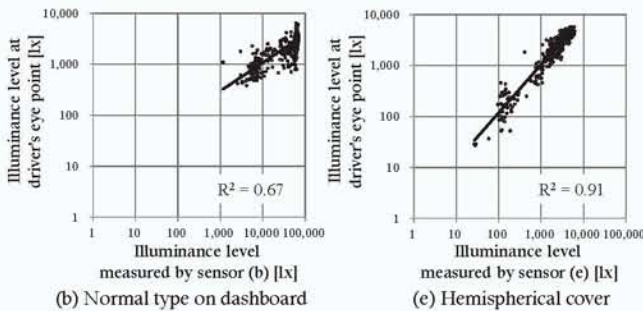 Illuminance level at
driver's eye point [lx]
10,000
1,000
100
10
1
R² = 0.67
1 10 100 1,000 10,000 100,000
Illuminance level
measured by sensor (b) [lx]
(b) Normal type on dashboard
Illuminance level at
driver's eye point [lx]
10,000
1,000
100
10
1
R² = 0.91
1 10 100 1,000 10,000 100,000
Illuminance level
measured by sensor (e) [lx]
(e) Hemispherical cover